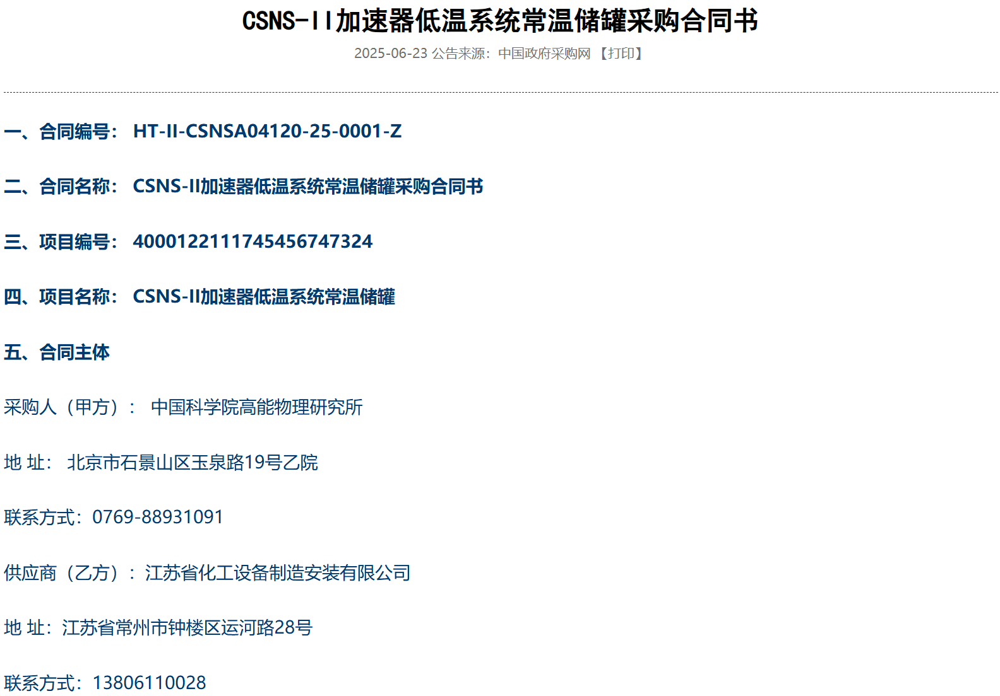 CSNS-II加速器低温系统常温储罐采购合同书
2025-06-23 公告来源：中国政府采购网 【打印】
一、合同编号： HT-II-CSNSA04120-25-0001-Z
二、合同名称： CSNS-II加速器低温系统常温储罐采购合同书
三、项目编号： 4000122111745456747324
四、项目名称： CSNS-II加速器低温系统常温储罐
五、合同主体
采购人（甲方）： 中国科学院高能物理研究所
地 址： 北京市石景山区玉泉路19号乙院
联系方式：0769-88931091
供应商（乙方）：江苏省化工设备制造安装有限公司
地 址：江苏省常州市钟楼区运河路28号
联系方式：13806110028